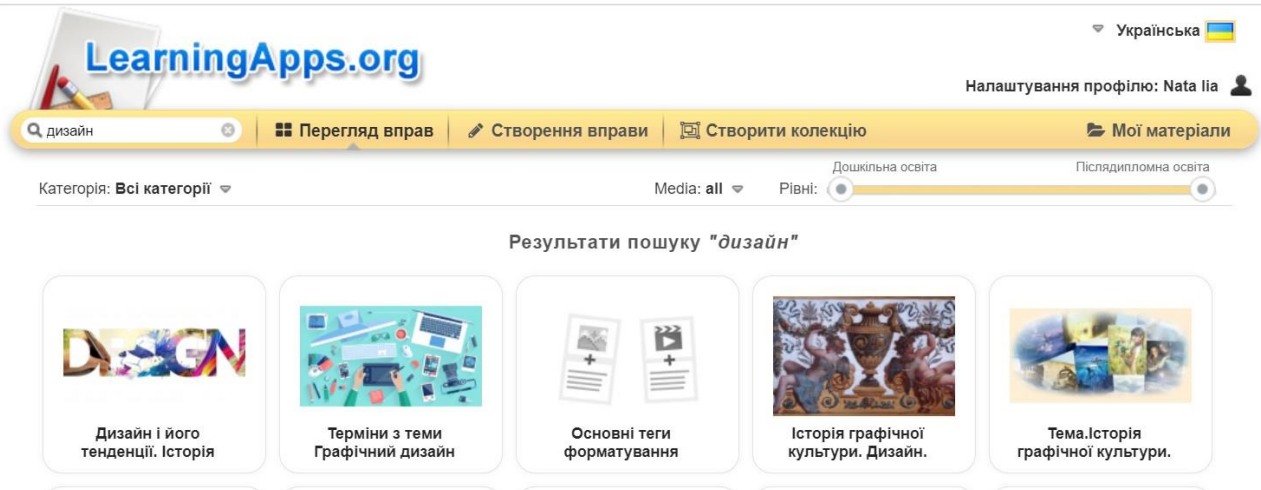 Українська
LearningApps.org
Налаштування профілю: Nata lia
дизайн Перегляд вправ Створення вправи Створити колекцію Мої матеріали
Дошкільна освіта Післядипломна освіта
Категорія: Всі категорії Media: all Рівні:
Результати пошуку "дизайн"
DESIGN
Дизайн і його
тенденції. Історія
Терміни з теми
Графічний дизайн
Основні теги
форматування
Історія графічної
культури. Дизайн.
Тема.Історія
графічної культури.